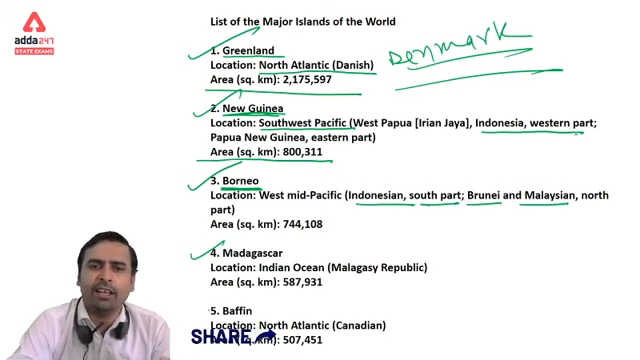 adda247
STATE EXAMS
List of the Major Islands of the World
Denmark
1. Greenland
Location: North Atlantic (Danish)
Area (sq. km): 2,175,597
2. New Guinea
Location: Southwest Pacific (West Papua [Irian Jaya], Indonesia, western part;
Papua New Guinea, eastern part)
Area (sq. km): 800,311
3. Borneo
Location: West mid-Pacific (Indonesian, south part; Brunei and Malaysian, north
part)
Area (sq. km): 744,108
4. Madagascar
Location: Indian Ocean (Malagasy Republic)
Area (sq. km): 587,931
5. Baffin
Location: North Atlantic (Canadian)
SHARE
Area (sq. km): 507,451